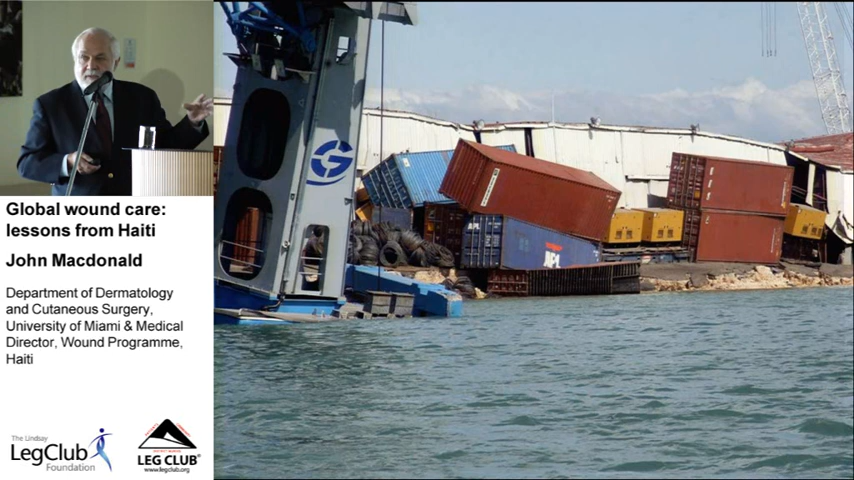 Global wound care:
lessons from Haiti
John Macdonald
Department of Dermatology
and Cutaneous Surgery,
University of Miami & Medical
Director, Wound Programme,
Haiti
The Lindsay
LegClub
Foundation
LEG CLUB®
www.legclub.org
G
APL
APL